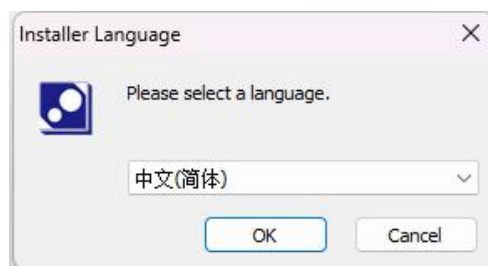 Installer Language
Please select a language.
中文(简体)
OK
Cancel